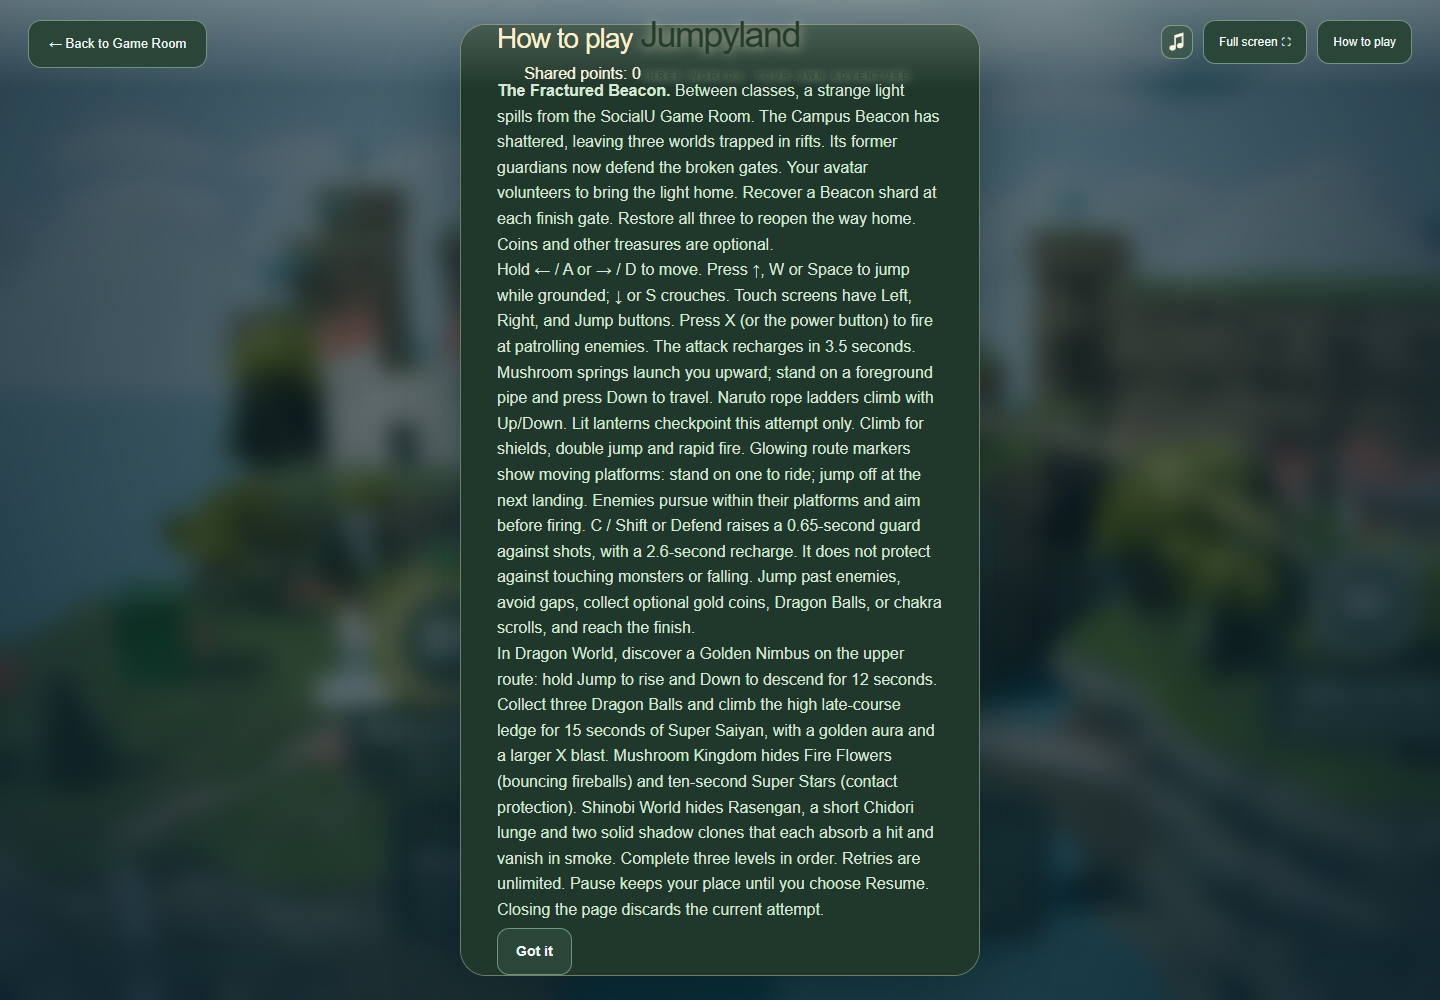 ← Back to Game Room
How to play Jumpyland
Full screen ⛶
How to play
Shared points: 0
THREE WORLDS. YOUR OWN ADVENTURE
The Fractured Beacon. Between classes, a strange light
spills from the SocialU Game Room. The Campus Beacon has
shattered, leaving three worlds trapped in rifts. Its former
guardians now defend the broken gates. Your avatar
volunteers to bring the light home. Recover a Beacon shard at
each finish gate. Restore all three to reopen the way home.
Coins and other treasures are optional.
Hold ← / A or → / D to move. Press ↑, W or Space to jump
while grounded; ↓ or S crouches. Touch screens have Left,
Right, and Jump buttons. Press X (or the power button) to fire
at patrolling enemies. The attack recharges in 3.5 seconds.
Mushroom springs launch you upward; stand on a foreground
pipe and press Down to travel. Naruto rope ladders climb with
Up/Down. Lit lanterns checkpoint this attempt only. Climb for
shields, double jump and rapid fire. Glowing route markers
show moving platforms: stand on one to ride; jump off at the
next landing. Enemies pursue within their platforms and aim
before firing. C / Shift or Defend raises a 0.65-second guard
against shots, with a 2.6-second recharge. It does not protect
against touching monsters or falling. Jump past enemies,
avoid gaps, collect optional gold coins, Dragon Balls, or chakra
scrolls, and reach the finish.
In Dragon World, discover a Golden Nimbus on the upper
route: hold Jump to rise and Down to descend for 12 seconds.
Collect three Dragon Balls and climb the high late-course
ledge for 15 seconds of Super Saiyan, with a golden aura and
a larger X blast. Mushroom Kingdom hides Fire Flowers
(bouncing fireballs) and ten-second Super Stars (contact
protection). Shinobi World hides Rasengan, a short Chidori
lunge and two solid shadow clones that each absorb a hit and
vanish in smoke. Complete three levels in order. Retries are
unlimited. Pause keeps your place until you choose Resume.
Closing the page discards the current attempt.
Got it